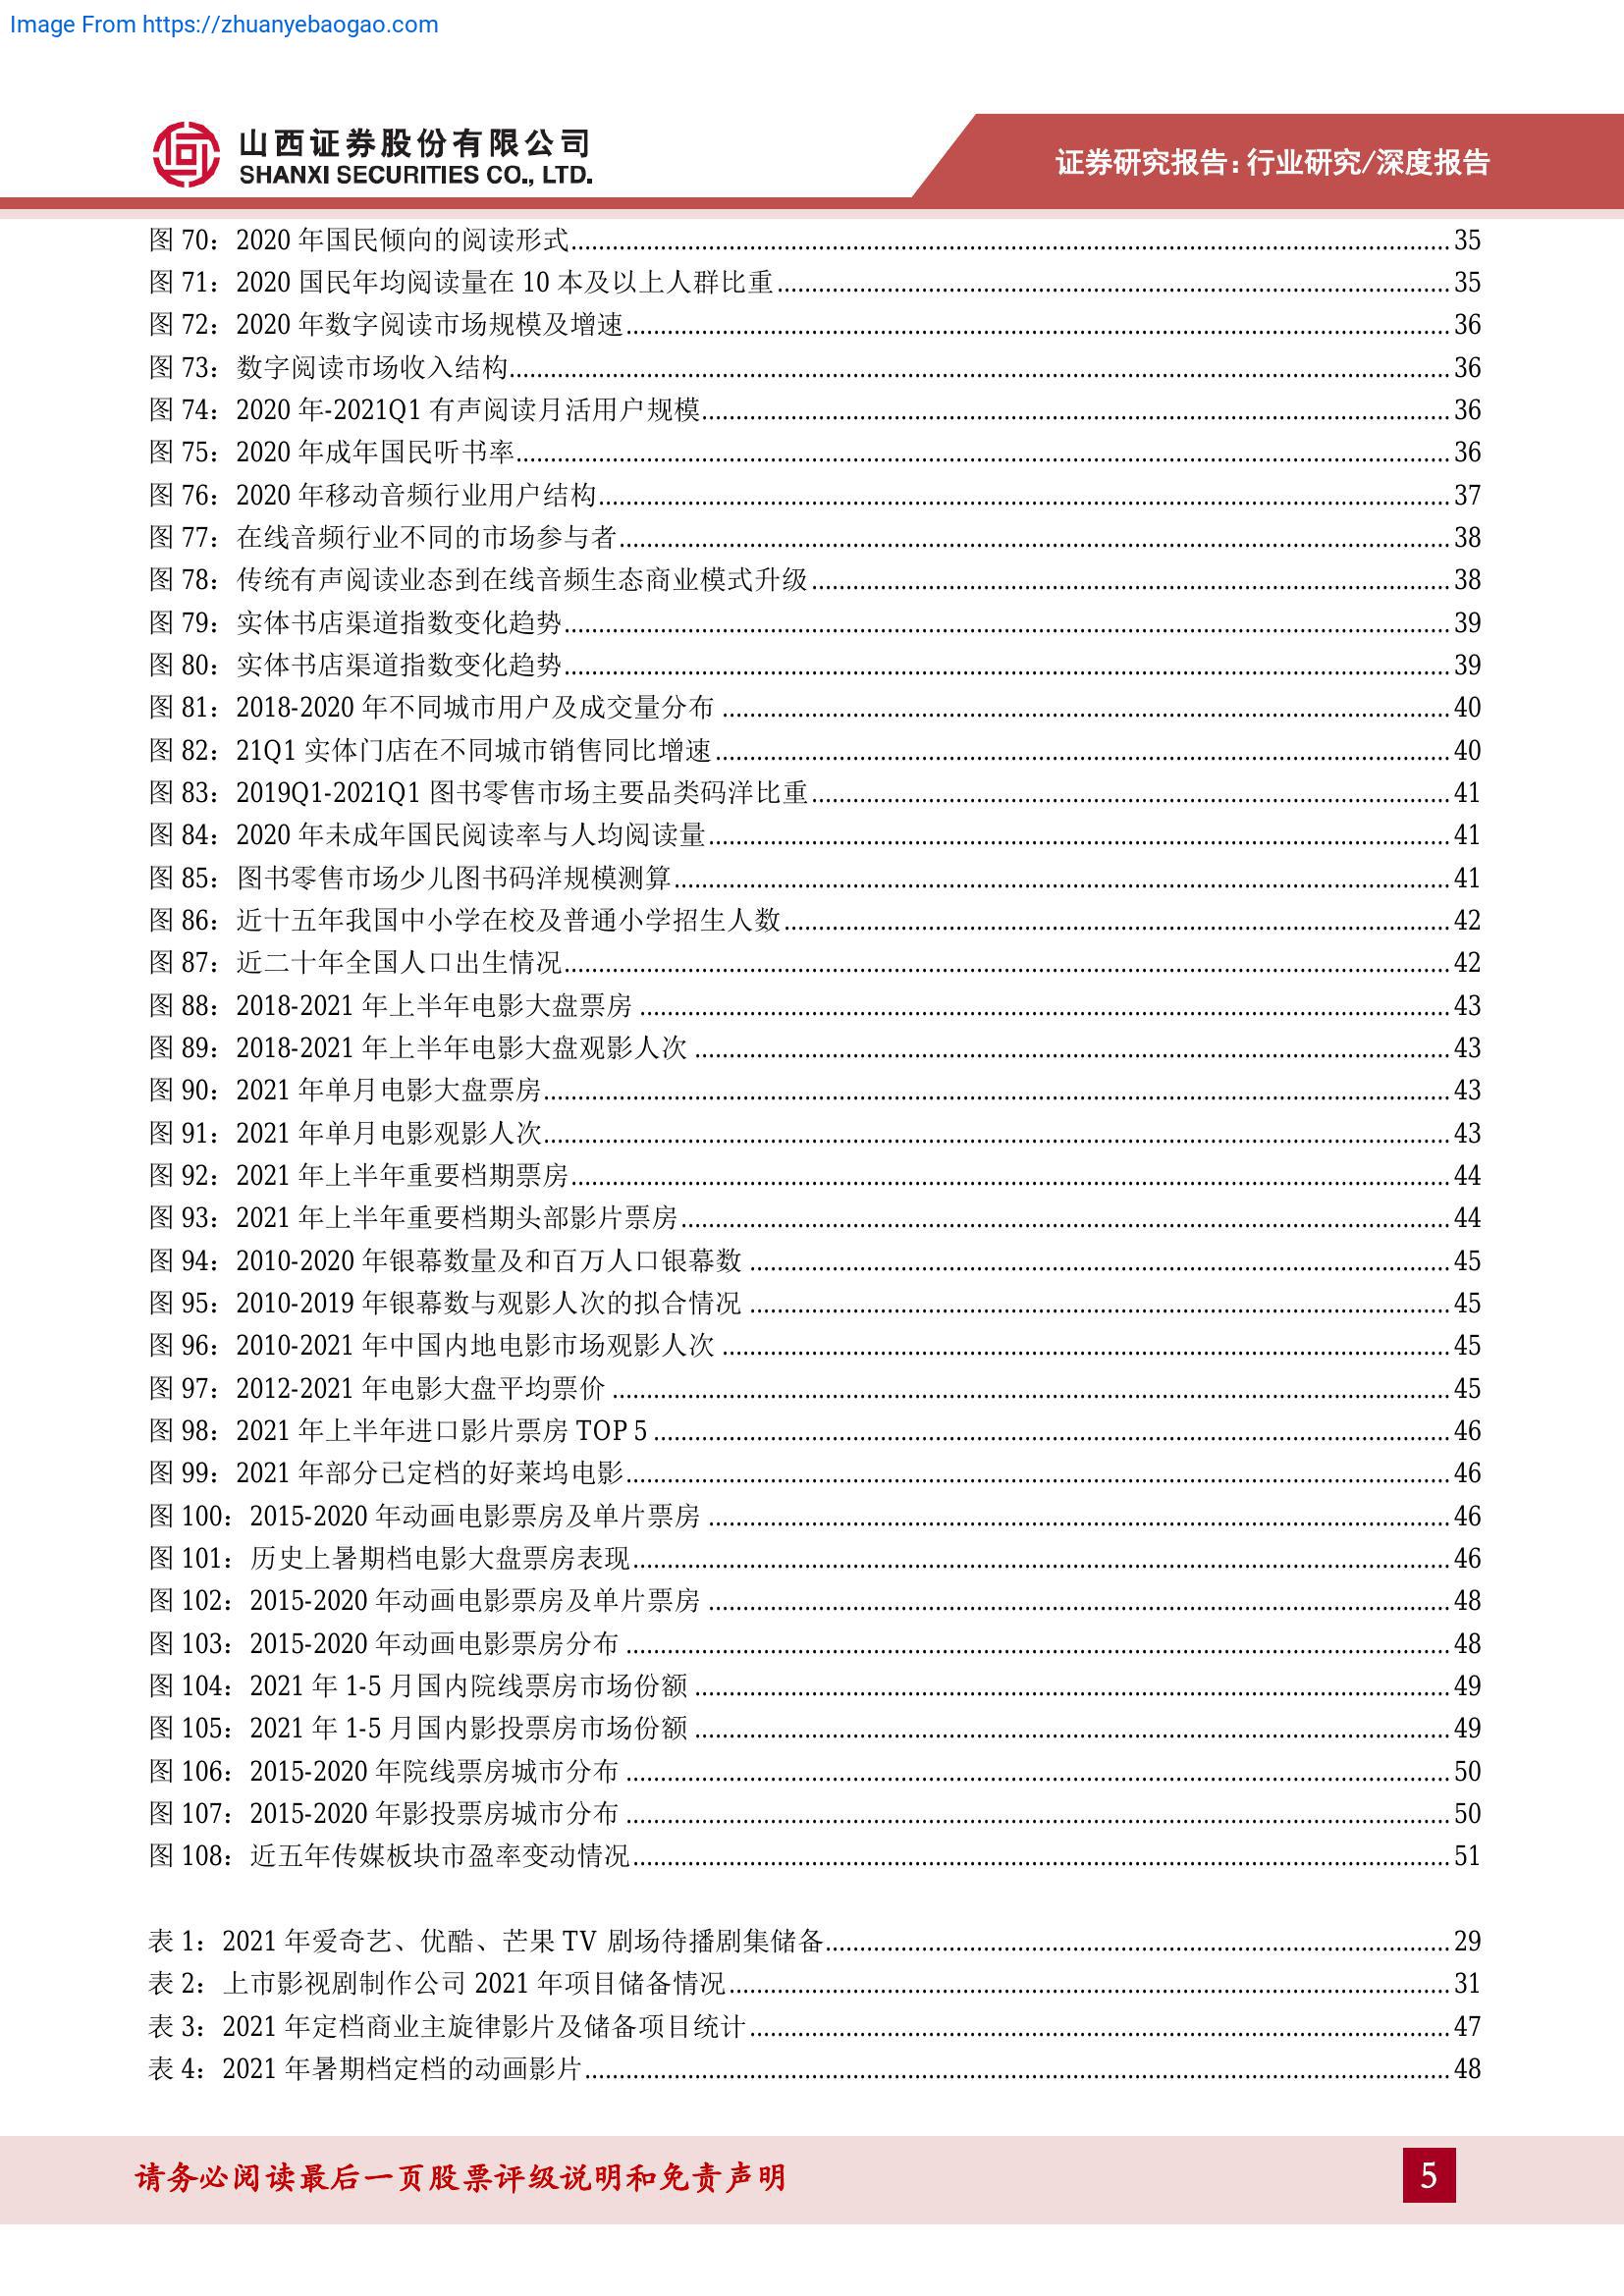 Image From https://zhuanyebaogao.com
山西证券股份有限公司
SHANXI SECURITIES CO., LTD.
证券研究报告:行业研究/深度报告
图 70：2020 年国民倾向的阅读形式 35
图 71：2020 国民年均阅读量在 10 本及以上人群比重 35
图 72：2020 年数字阅读市场规模及增速 36
图 73：数字阅读市场收入结构 36
图 74：2020 年-2021Q1 有声阅读月活用户规模 36
图 75：2020 年成年国民听书率 36
图 76：2020 年移动音频行业用户结构 37
图 77：在线音频行业不同的市场参与者 38
图 78：传统有声阅读业态到在线音频生态商业模式升级 38
图 79：实体书店渠道指数变化趋势 39
图 80：实体书店渠道指数变化趋势 39
图 81：2018-2020 年不同城市用户及成交量分布 40
图 82：21Q1 实体门店在不同城市销售同比增速 40
图 83：2019Q1-2021Q1 图书零售市场主要品类码洋比重 41
图 84：2020 年未成年国民阅读率与人均阅读量 41
图 85：图书零售市场少儿图书码洋规模测算 41
图 86：近十五年我国中小学在校及普通小学招生人数 42
图 87：近二十年全国人口出生情况 42
图 88：2018-2021 年上半年电影大盘票房 43
图 89：2018-2021 年上半年电影大盘观影人次 43
图 90：2021 年单月电影大盘票房 43
图 91：2021 年单月电影观影人次 43
图 92：2021 年上半年重要档期票房 44
图 93：2021 年上半年重要档期头部影片票房 44
图 94：2010-2020 年银幕数量及和百万人口银幕数 45
图 95：2010-2019 年银幕数与观影人次的拟合情况 45
图 96：2010-2021 年中国内地电影市场观影人次 45
图 97：2012-2021 年电影大盘平均票价 45
图 98：2021 年上半年进口影片票房 TOP 5 46
图 99：2021 年部分已定档的好莱坞电影 46
图 100：2015-2020 年动画电影票房及单片票房 46
图 101：历史上暑期档电影大盘票房表现 46
图 102：2015-2020 年动画电影票房及单片票房 48
图 103：2015-2020 年动画电影票房分布 48
图 104：2021 年 1-5 月国内院线票房市场份额 49
图 105：2021 年 1-5 月国内影投票房市场份额 49
图 106：2015-2020 年院线票房城市分布 50
图 107：2015-2020 年影投票房城市分布 50
图 108：近五年传媒板块市盈率变动情况 51
表 1：2021 年爱奇艺、优酷、芒果 TV 剧场待播剧集储备 29
表 2：上市影视剧制作公司 2021 年项目储备情况 31
表 3：2021 年定档商业主旋律影片及储备项目统计 47
表 4：2021 年暑期档定档的动画影片 48
请务必阅读最后一页股票评级说明和免责声明
5